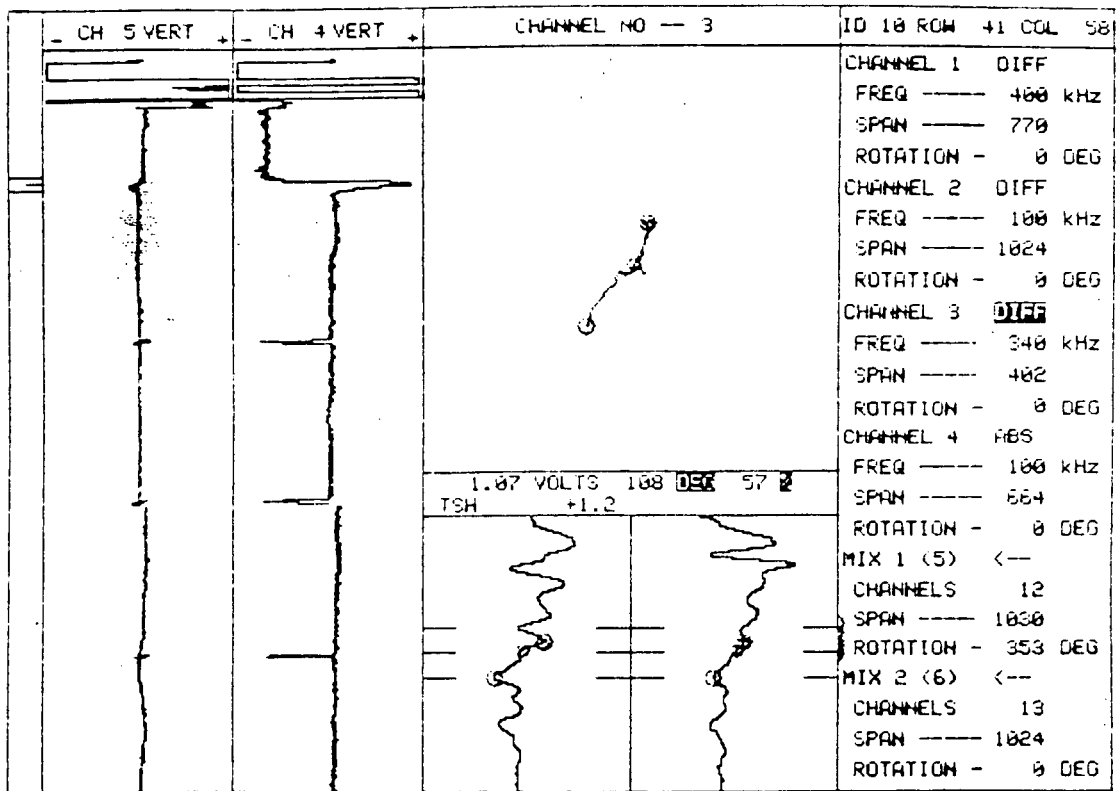 - CH 5 VERT +
- CH 4 VERT +
CHANNEL NO -- 3
ID 10 ROW 41 COL 58
CHANNEL 1 DIFF
FREQ ----- 400 kHz
SPAN ----- 770
ROTATION - 0 DEG
CHANNEL 2 DIFF
FREQ ----- 100 kHz
SPAN ----- 1024
ROTATION - 0 DEG
CHANNEL 3 DIFF
FREQ ----- 340 kHz
SPAN ----- 402
ROTATION - 0 DEG
CHANNEL 4 ABS
FREQ ----- 100 kHz
SPAN ----- 664
ROTATION - 0 DEG
MIX 1 (5) <--
CHANNELS 12
SPAN ---- 1030
ROTATION - 353 DEG
MIX 2 (6) <--
CHANNELS 13
SPAN ----- 1024
ROTATION - 0 DEG
1.07 VOLTS 108 DEG 57
TSH +1.2